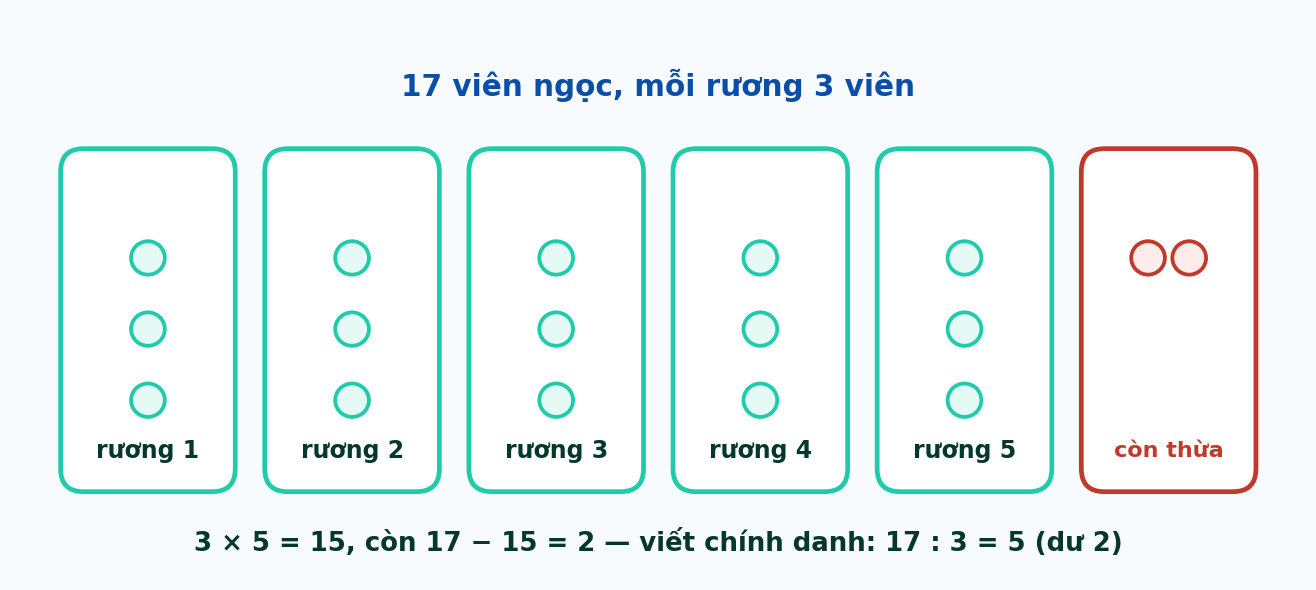 17 viên ngọc, mỗi rương 3 viên
rương 1
rương 2
rương 3
rương 4
rương 5
còn thừa
3 × 5 = 15, còn 17 − 15 = 2 — viết chính danh: 17 : 3 = 5 (dư 2)